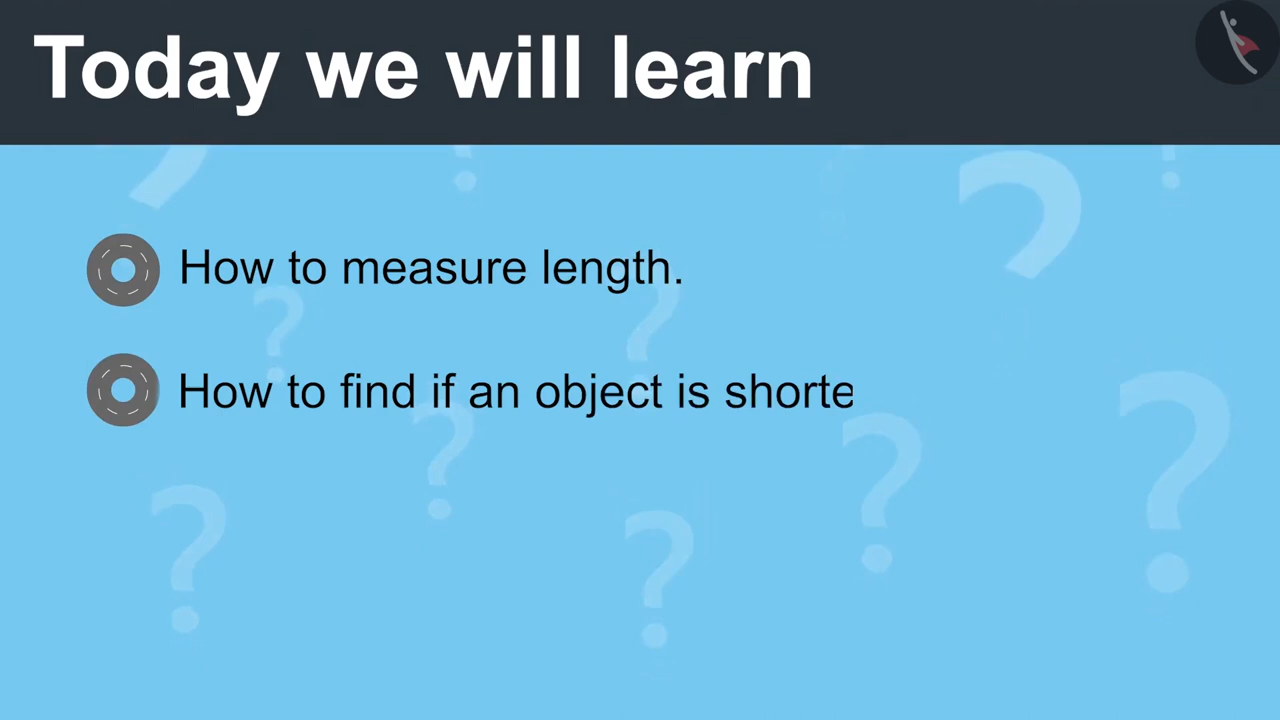 Today we will learn
How to measure length.
How to find if an object is shorte